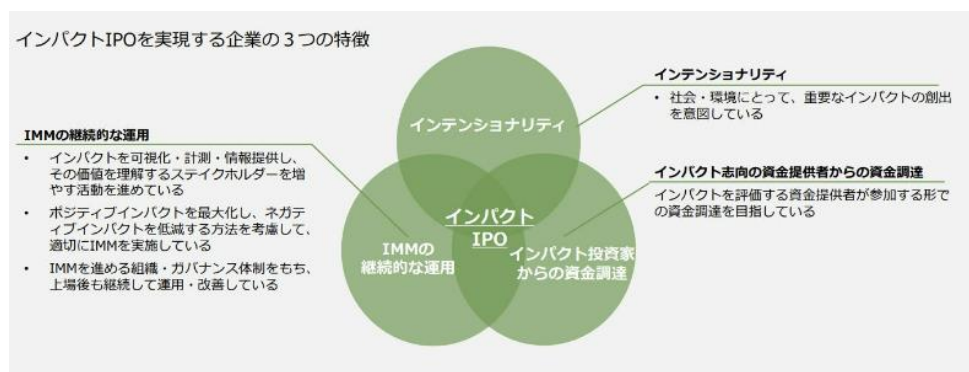 インパクトIPOを実現する企業の３つの特徴
IMMの継続的な運用
• インパクトを可視化・計測・情報提供し、
その価値を理解するステイクホルダーを増
やす活動を進めている
• ポジティブインパクトを最大化し、ネガテ
ィブインパクトを低減する方法を考慮して、
適切にIMMを実施している
• IMMを進める組織・ガバナンス体制をもち、
上場後も継続して運用・改善している
インテンショナリティ
インパクト
IPO
IMMの
継続的な運用
インパクト投資家
からの資金調達
インテンショナリティ
• 社会・環境にとって、重要なインパクトの創出
を意図している
インパクト志向の資金提供者からの資金調達
インパクトを評価する資金提供者が参加する形で
の資金調達を目指している